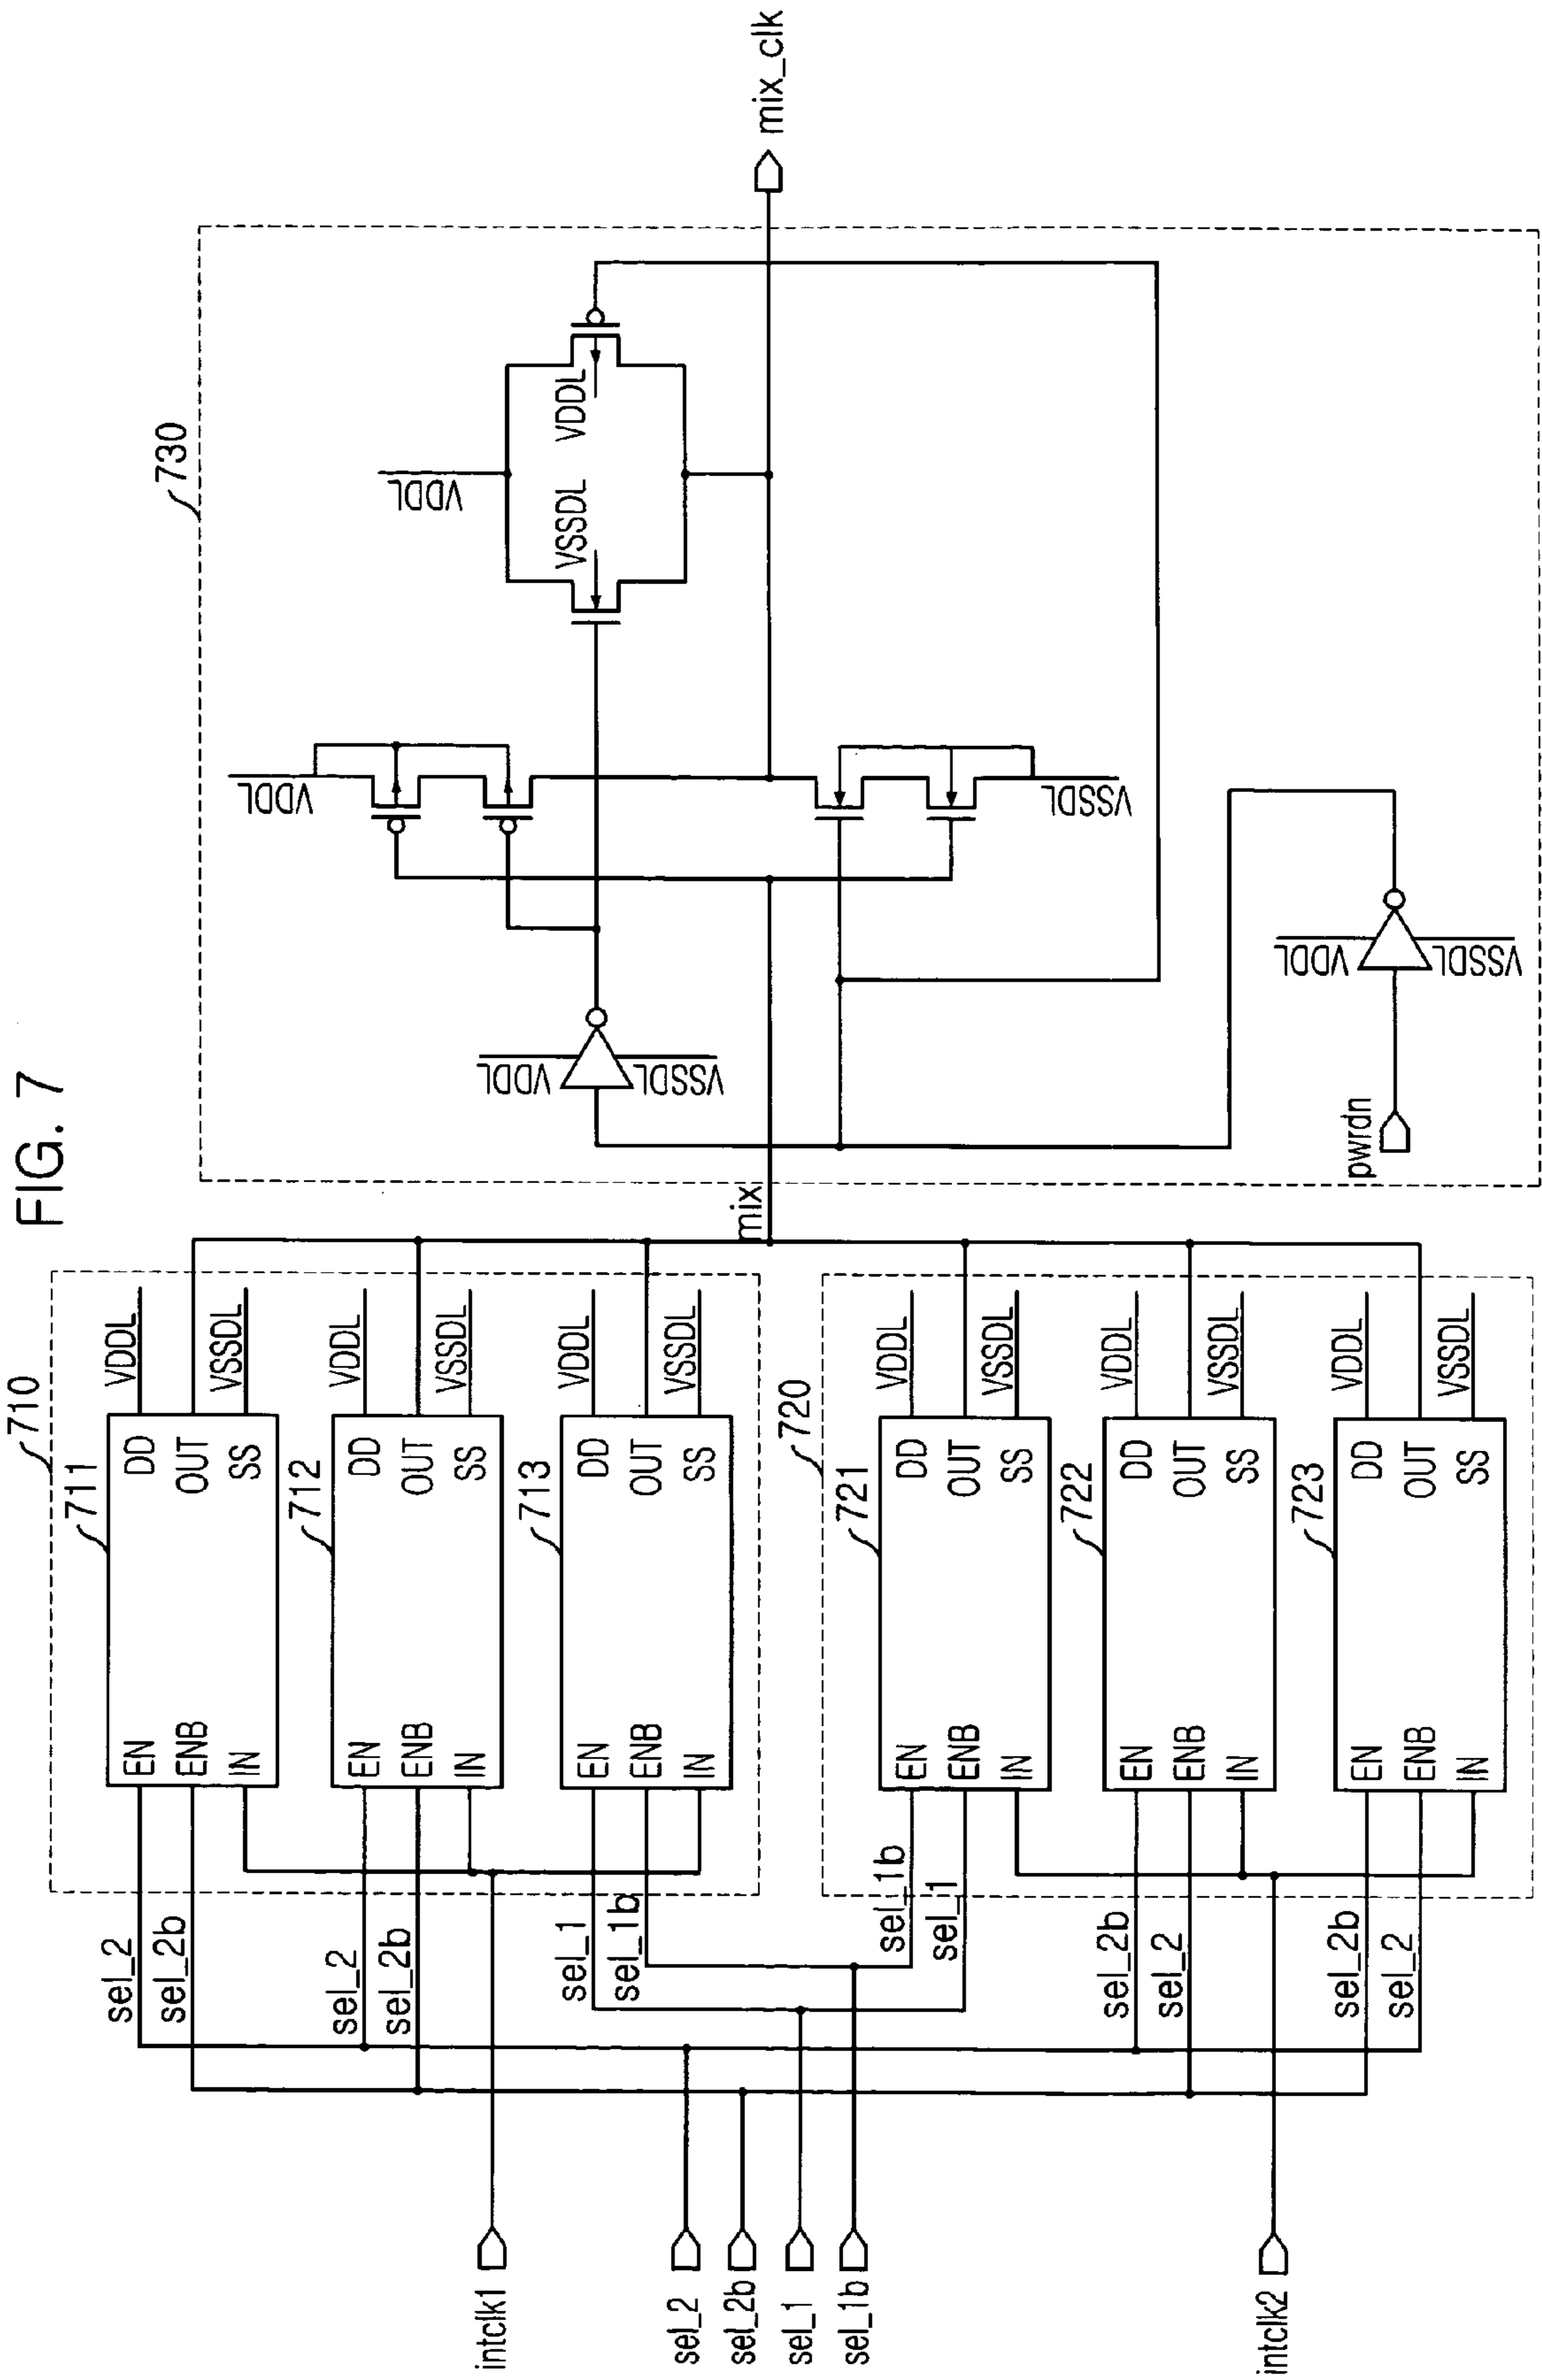 FIG. 7
710
711
EN
ENB
IN
DD
OUT
SS
VDDL
VSSDL
sel_2
sel_2b
712
EN
ENB
IN
DD
OUT
SS
VDDL
VSSDL
sel_2
sel_2b
713
EN
ENB
IN
DD
OUT
SS
VDDL
VSSDL
sel_1
sel_1b
720
721
EN
ENB
IN
DD
OUT
SS
VDDL
VSSDL
sel_1b
sel_1
722
EN
ENB
IN
DD
OUT
SS
VDDL
VSSDL
sel_2b
sel_2
723
EN
ENB
IN
DD
OUT
SS
VDDL
VSSDL
sel_2b
sel_2
intclk1
sel_2
sel_2b
sel_1
sel_1b
intclk2
mix
730
VDDL
VSSDL
VDDL
VSSDL
VDDL
VSSDL
VDDL
pwrdn
VDDL
VSSDL
mix_clk